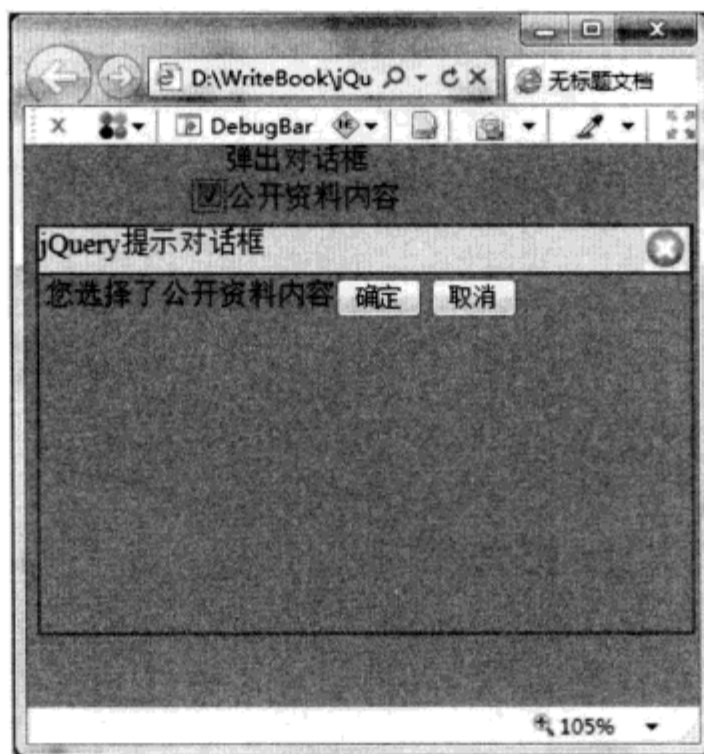 D:\WriteBook\jQu
无标题文档
DebugBar
弹出对话框
公开资料内容
jQuery提示对话框
您选择了公开资料内容 确定 取消
105%